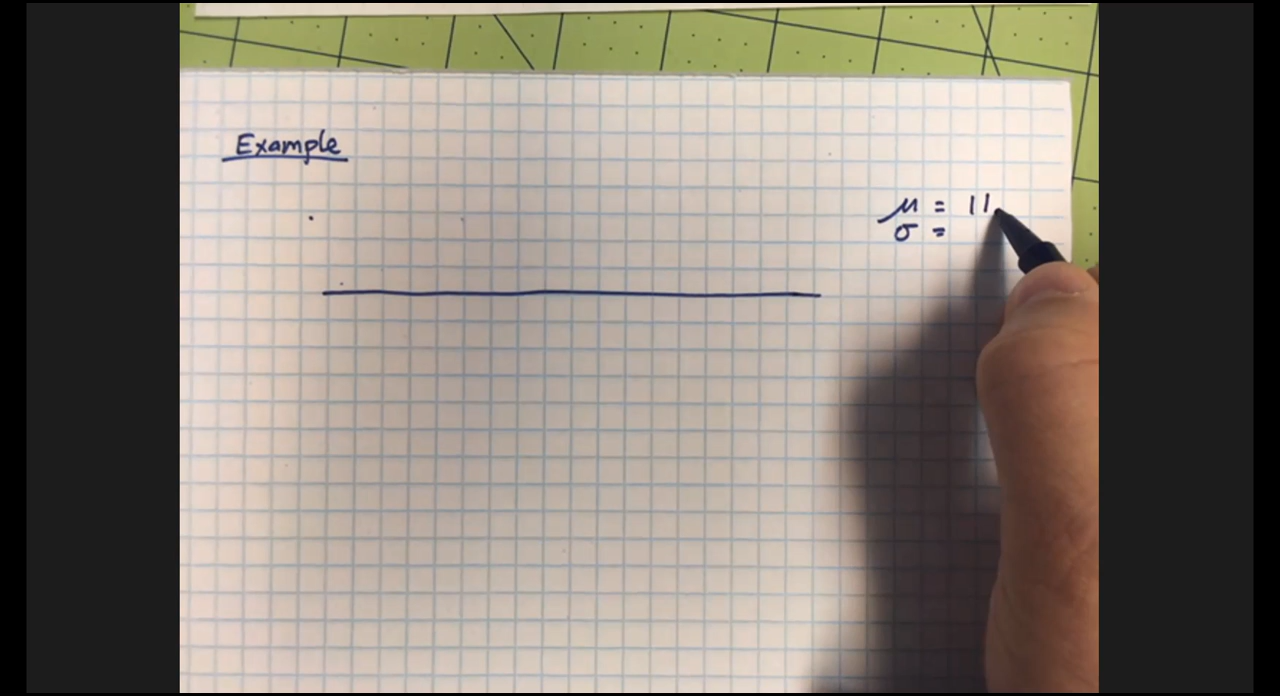 Example
μ = 11
σ =